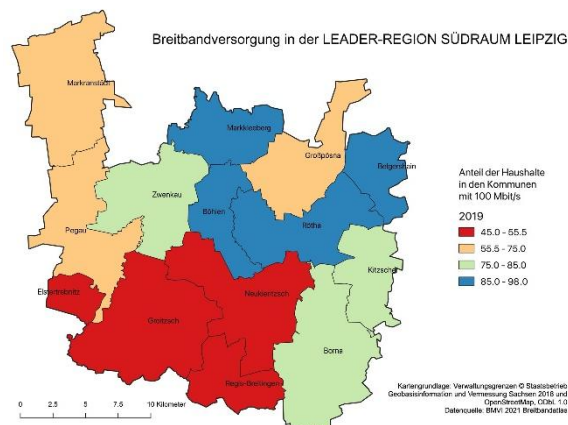 Breitbandversorgung in der LEADER-REGION SÜDRAUM LEIPZIG
Markranstädt
Markkleeberg
Großpösna
Belgershain
Zwenkau
Böhlen
Rötha
Pegau
Kitzscher
Elstertrebnitz
Neukieritzsch
Groitzsch
Borna
Regis-Breitingen
Anteil der Haushalte
in den Kommunen
mit 100 Mbit/s
2019
45.0 - 55.5
55.5 - 75.0
75.0 - 85.0
85.0 - 98.0
0 2.5 5 10 Kilometer
Kartengrundlage: Verwaltungsgrenzen © Staatsbetrieb
Geobasisinformation und Vermessung Sachsen 2018 und
OpenStreetMap, ODbL 1.0
Datenquelle: BMVI 2021 Breitbandatlas